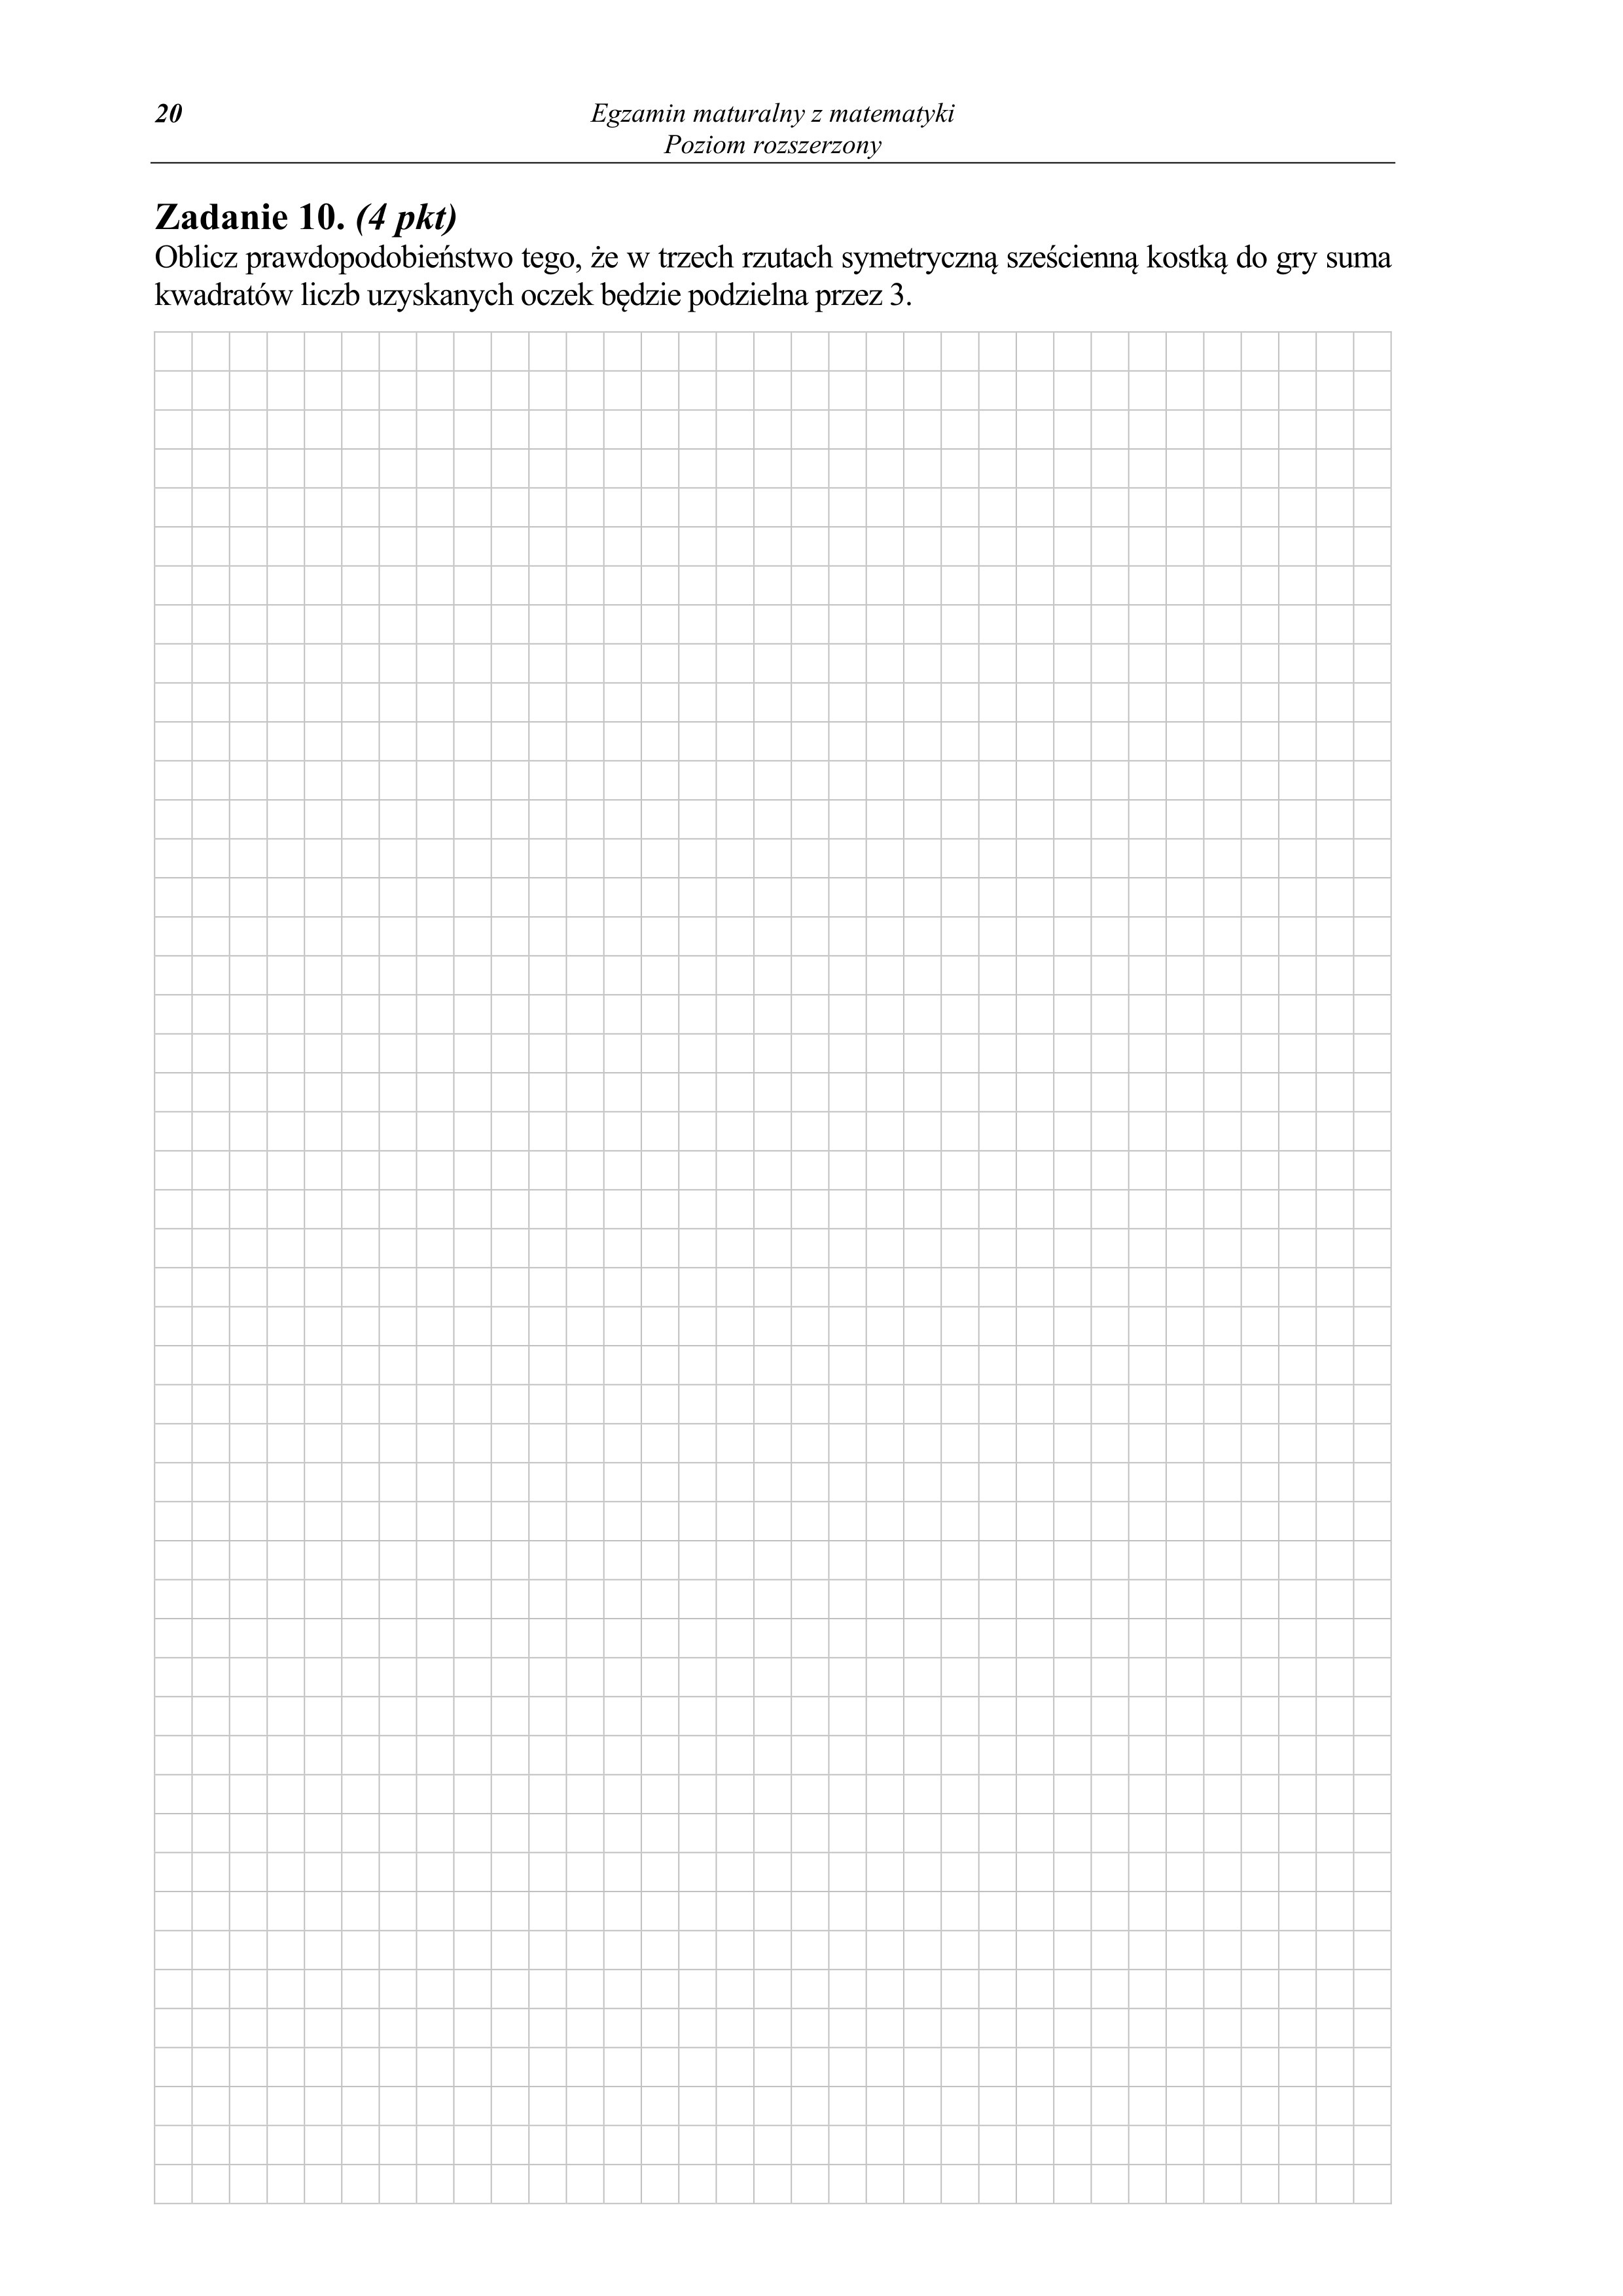 20
Egzamin maturalny z matematyki
Poziom rozszerzony
Zadanie 10. (4 pkt)
Oblicz prawdopodobieństwo tego, że w trzech rzutach symetryczną sześcienną kostką do gry suma
kwadratów liczb uzyskanych oczek będzie podzielna przez 3.